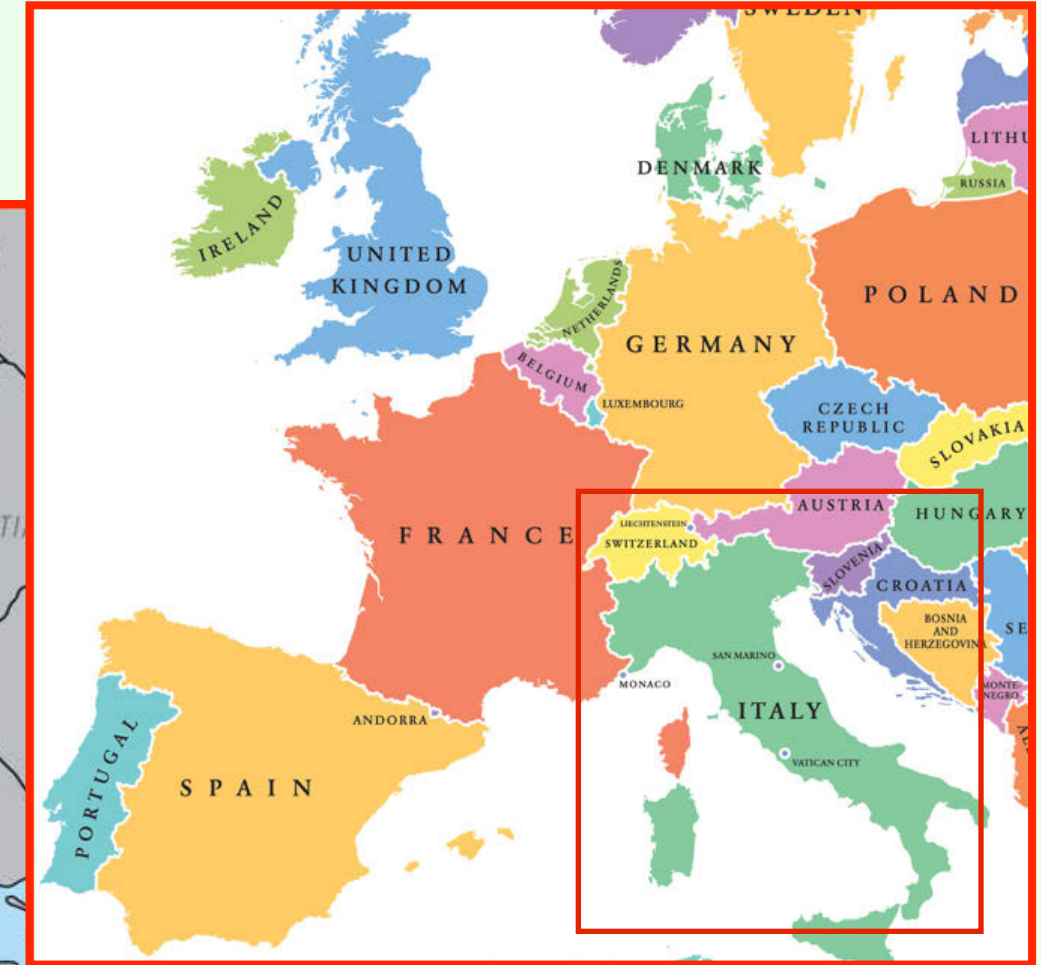 SWEDEN
DENMARK
LITHU
RUSSIA
IRELAND
UNITED
KINGDOM
NETHERLANDS
POLAND
GERMANY
BELGIUM
LUXEMBOURG
CZECH
REPUBLIC
SLOVAKIA
AUSTRIA
HUNGARY
LIECHTENSTEIN
SWITZERLAND
FRANCE
SLOVENIA
CROATIA
BOSNIA
AND
HERZEGOVINA
SE
SAN MARINO
MONACO
MONTE
NEGRO
ITALY
ANDORRA
VATICAN CITY
PORTUGAL
SPAIN